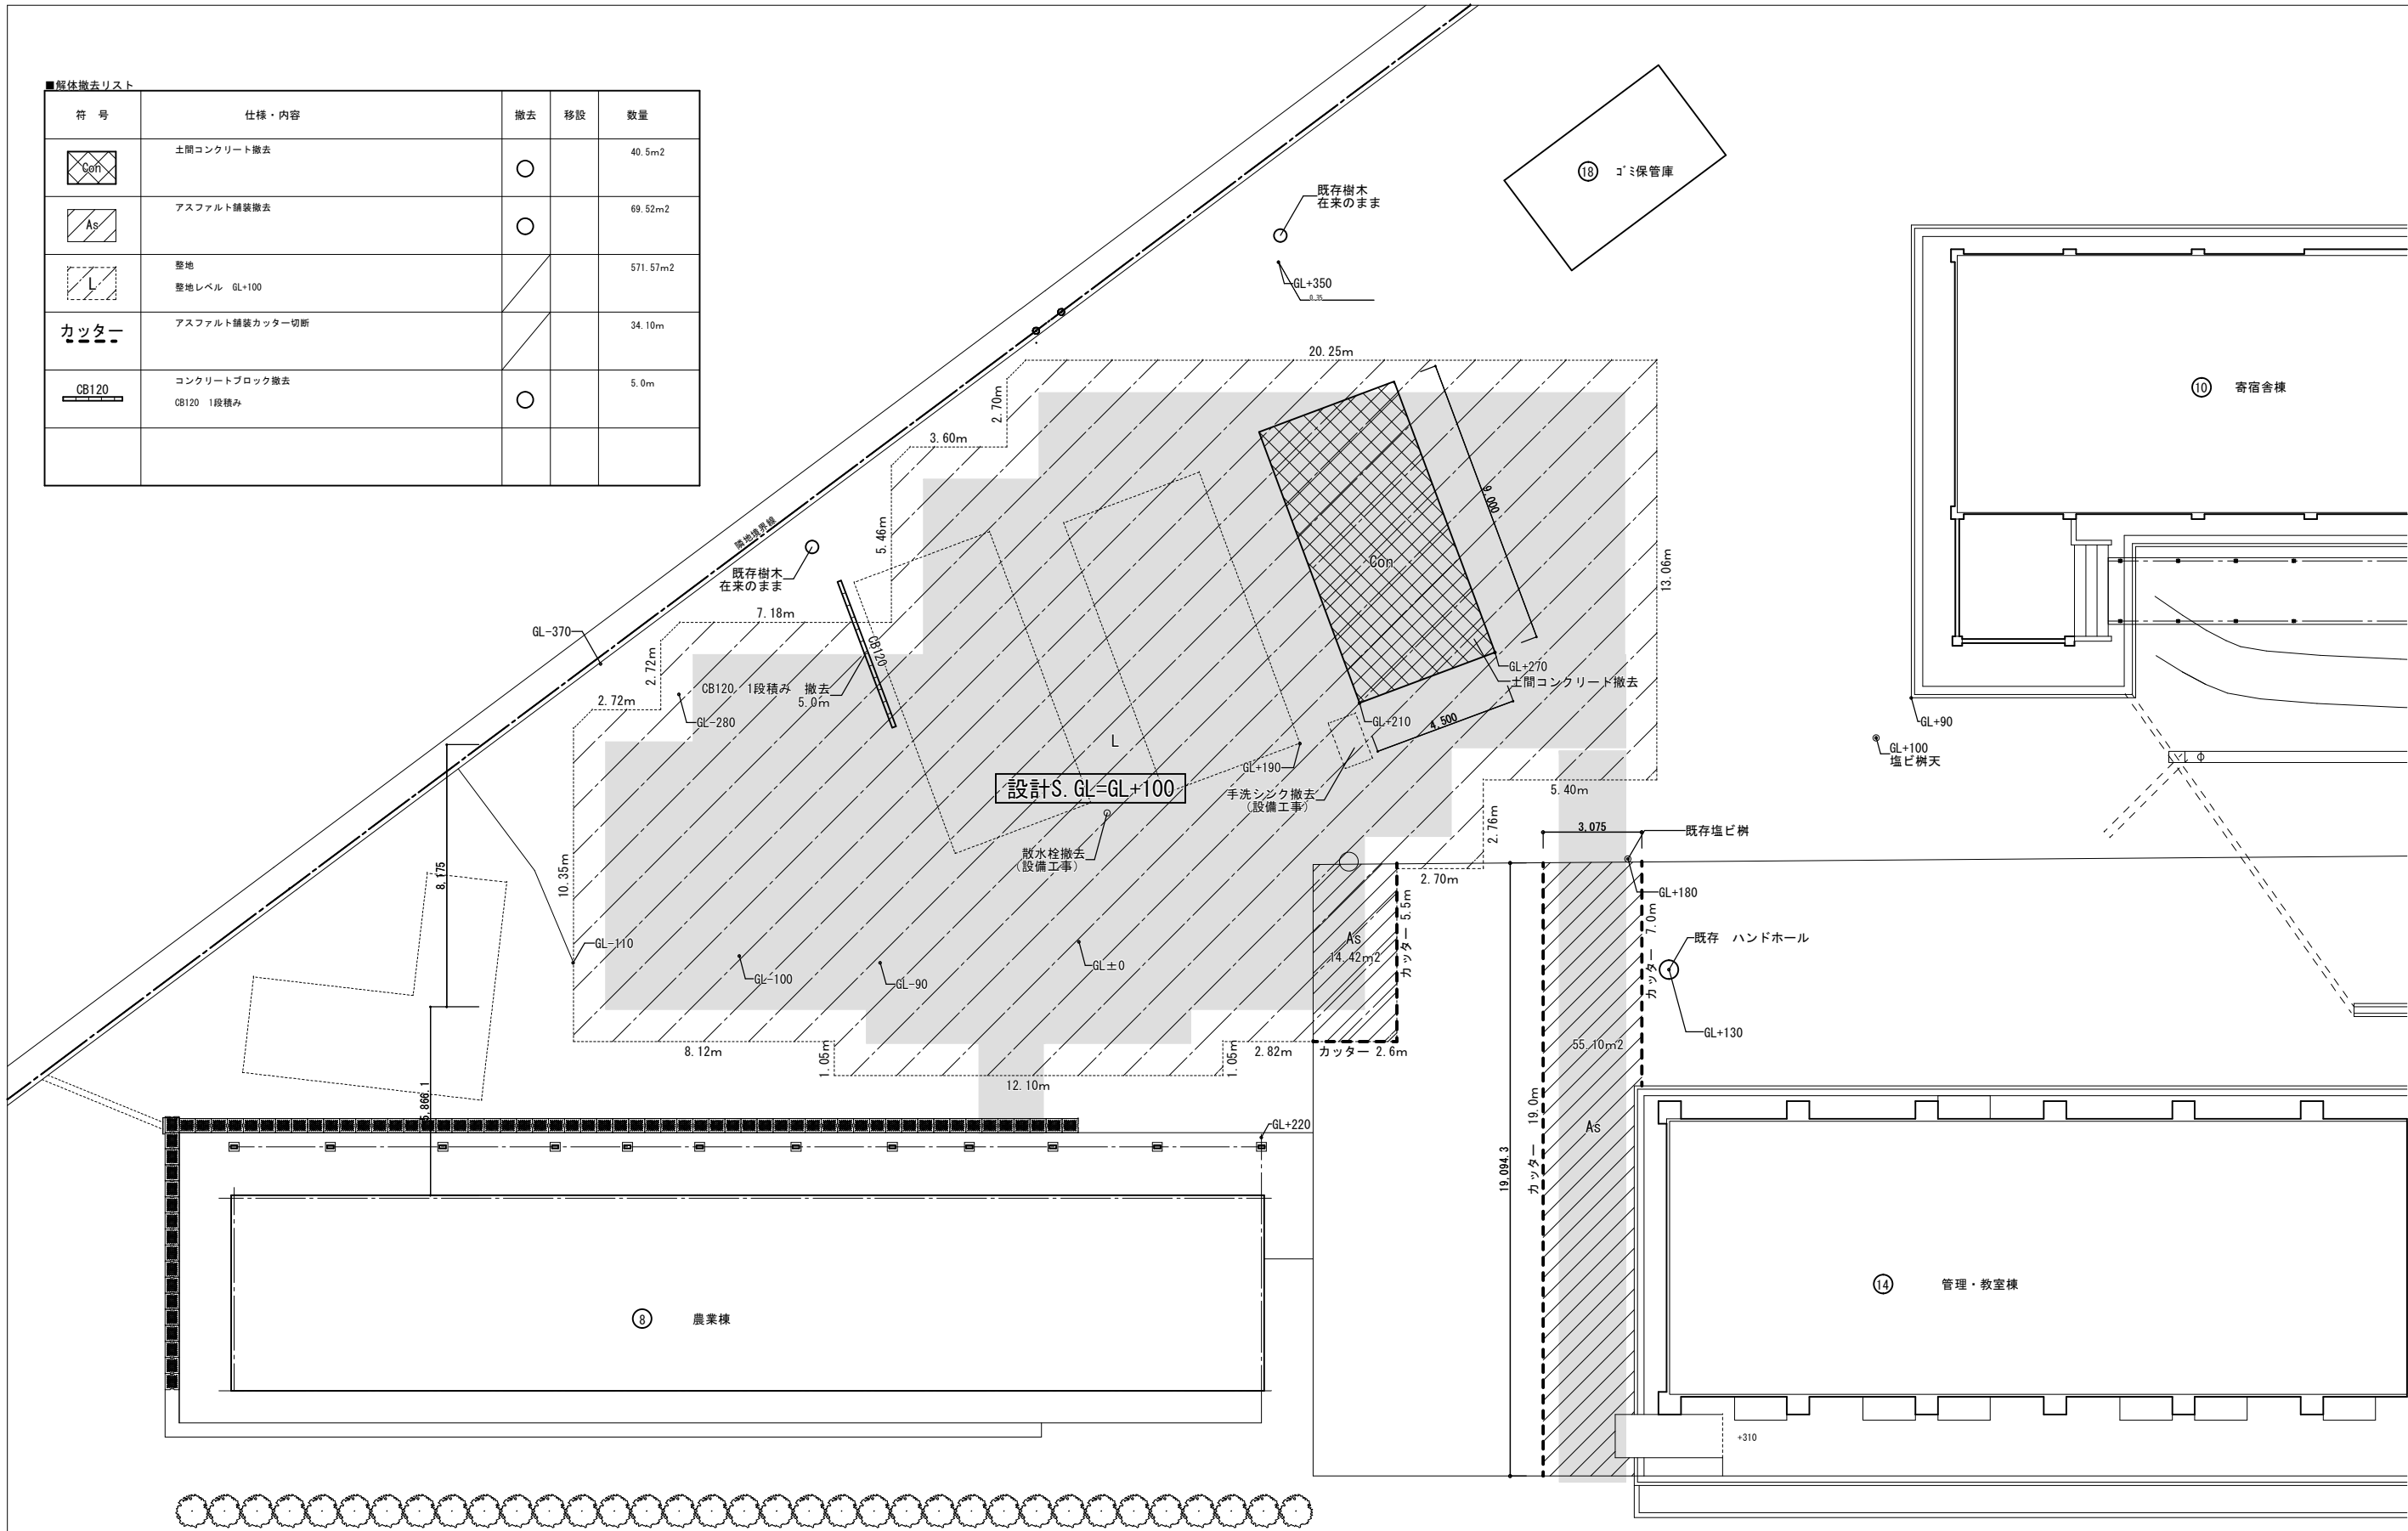 ■解体撤去リスト
符　号 仕様・内容 撤去 移設 数量
Con 土間コンクリート撤去 ○ 40.5m2
As アスファルト舗装撤去 ○ 69.52m2
L 整地 571.57m2
整地レベル　GL+100
カッター アスファルト舗装カッター切断 34.10m
CB120 コンクリートブロック撤去 ○ 5.0m
CB120　1段積み
18 ゴミ保管庫
既存樹木
在来のまま
GL+350
0.35
20.25m
2.70m
3.60m
10 寄宿舎棟
9,000
隣地境界線
5.46m
既存樹木
在来のまま
Con
13.06m
7.18m
GL-370
CB120
2.72m
GL+270
土間コンクリート撤去
CB120　1段積み　撤去
5.0m
2.72m
GL-280
GL+210
4.500
GL+90
L
GL+100
塩ビ桝天
GL+190
設計S.GL=GL+100
手洗シンク撤去
(設備工事)
5.40m
2.76m
3,075
既存塩ビ桝
散水栓撤去
(設備工事)
8,175
10.35m
2.70m
GL+180
カッター 5.5m
カッター 7.0m
As
14.42m2
既存　ハンドホール
GL-110
GL±0
GL-100
GL-90
GL+130
8.12m
1.05m
1.05m
2.82m
カッター 2.6m
55.10m2
12.10m
GL+220
As
カッター　19.0m
19,094.3
14 管理・教室棟
8 農業棟
+310